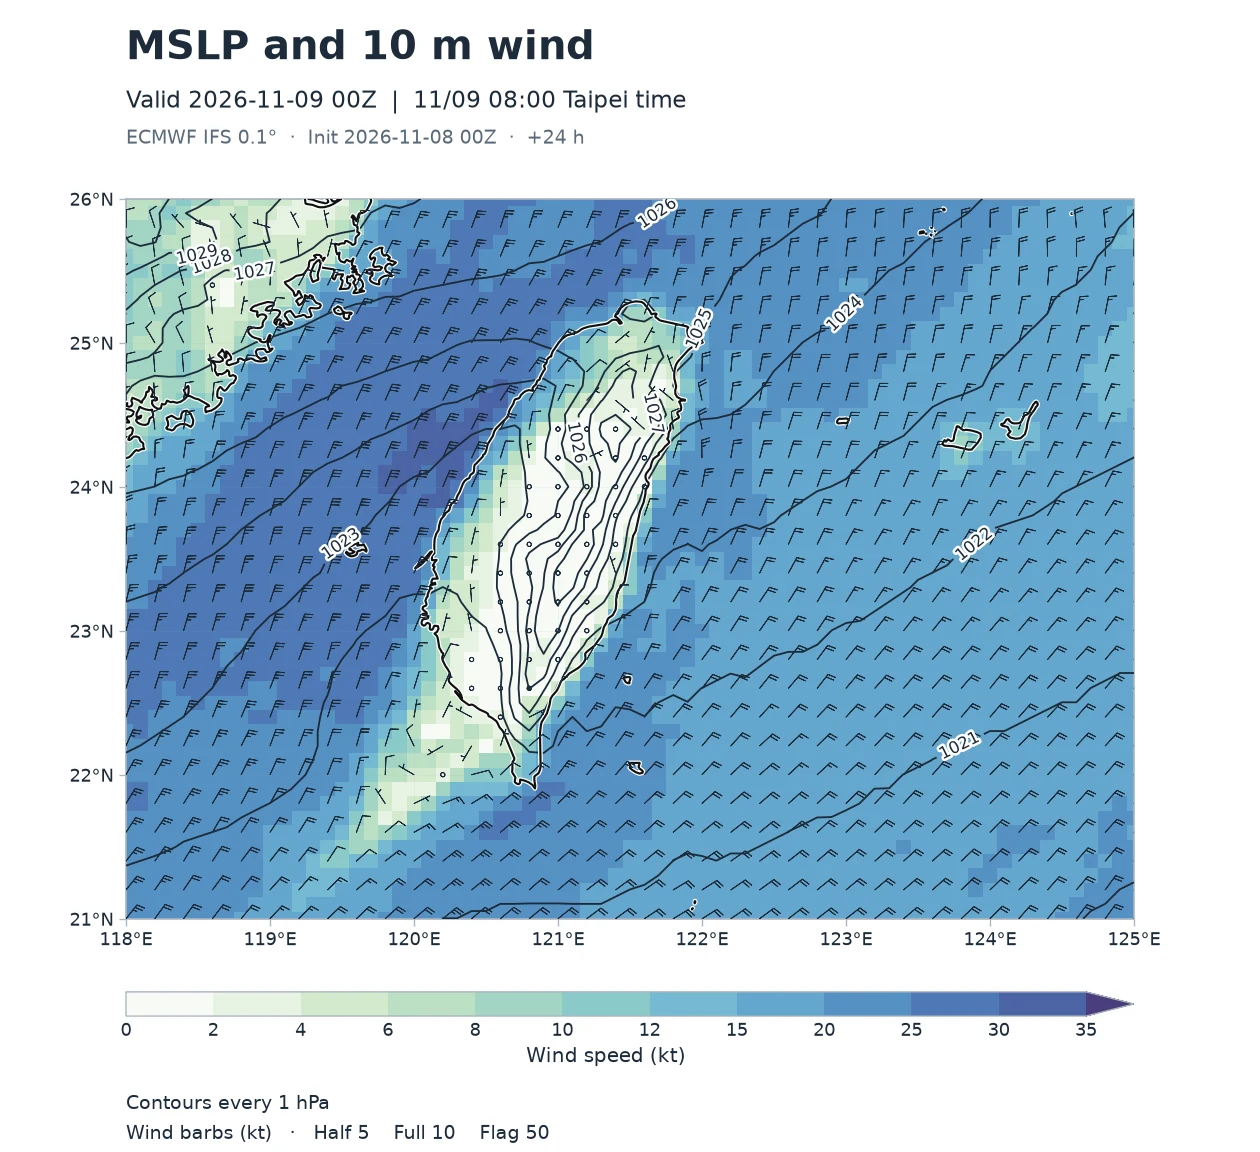 MSLP and 10 m wind
Valid 2026-11-09 00Z | 11/09 08:00 Taipei time
ECMWF IFS 0.1° · Init 2026-11-08 00Z · +24 h
26°N
25°N
24°N
23°N
22°N
21°N
1026
1029
1028
1027
1025
1024
1027
1026
1023
1022
1021
118°E 119°E 120°E 121°E 122°E 123°E 124°E 125°E
0 2 4 6 8 10 12 15 20 25 30 35
Wind speed (kt)
Contours every 1 hPa
Wind barbs (kt) · Half 5 Full 10 Flag 50